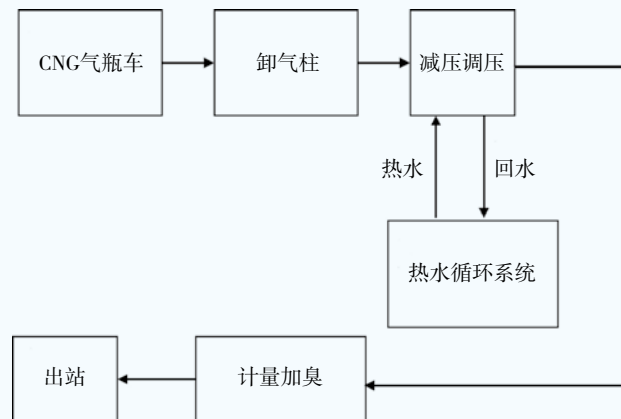 CNG气瓶车
卸气柱
减压调压
热水
回水
热水循环系统
出站
计量加臭